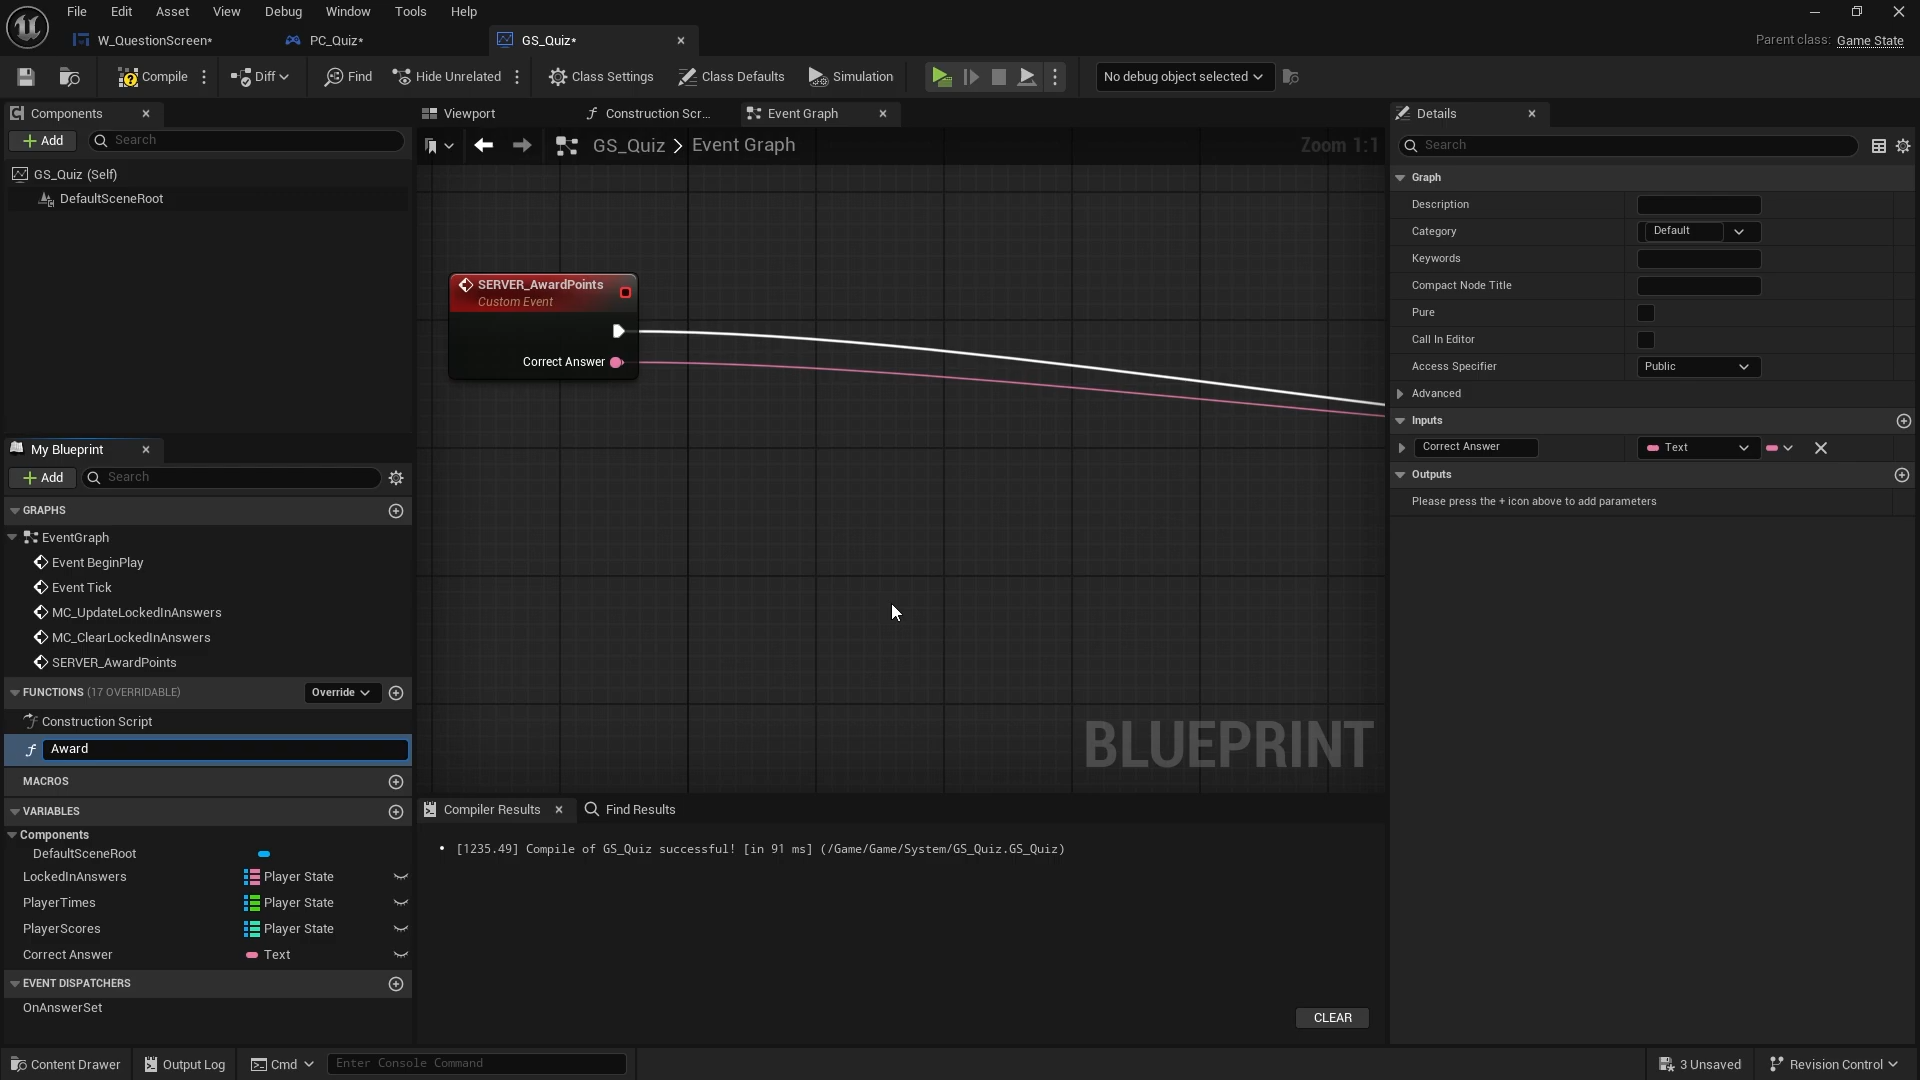 File Edit Asset View Debug Window Tools Help
W_QuestionScreen* PC_Quiz* GS_Quiz* Parent class: Game State
Compile Diff Find Hide Unrelated Class Settings Class Defaults Simulation No debug object selected
Components Viewport Construction Scr... Event Graph Details
Add Search GS_Quiz > Event Graph Zoom 1:1 Search
GS_Quiz (Self)
DefaultSceneRoot
SERVER_AwardPoints
Custom Event
Correct Answer
BLUEPRINT
Graph
Description
Category Default
Keywords
Compact Node Title
Pure
Call In Editor
Access Specifier Public
Advanced
Inputs
Correct Answer Text
Outputs
Please press the + icon above to add parameters
My Blueprint
Add Search
GRAPHS
EventGraph
Event BeginPlay
Event Tick
MC_UpdateLockedInAnswers
MC_ClearLockedInAnswers
SERVER_AwardPoints
FUNCTIONS (17 OVERRIDABLE) Override
Construction Script
Award
MACROS
VARIABLES
Components
DefaultSceneRoot
LockedInAnswers Player State
PlayerTimes Player State
PlayerScores Player State
Correct Answer Text
EVENT DISPATCHERS
OnAnswerSet
Compiler Results Find Results
• [1235.49] Compile of GS_Quiz successful! [in 91 ms] (/Game/Game/System/GS_Quiz.GS_Quiz)
CLEAR
Content Drawer Output Log Cmd Enter Console Command 3 Unsaved Revision Control